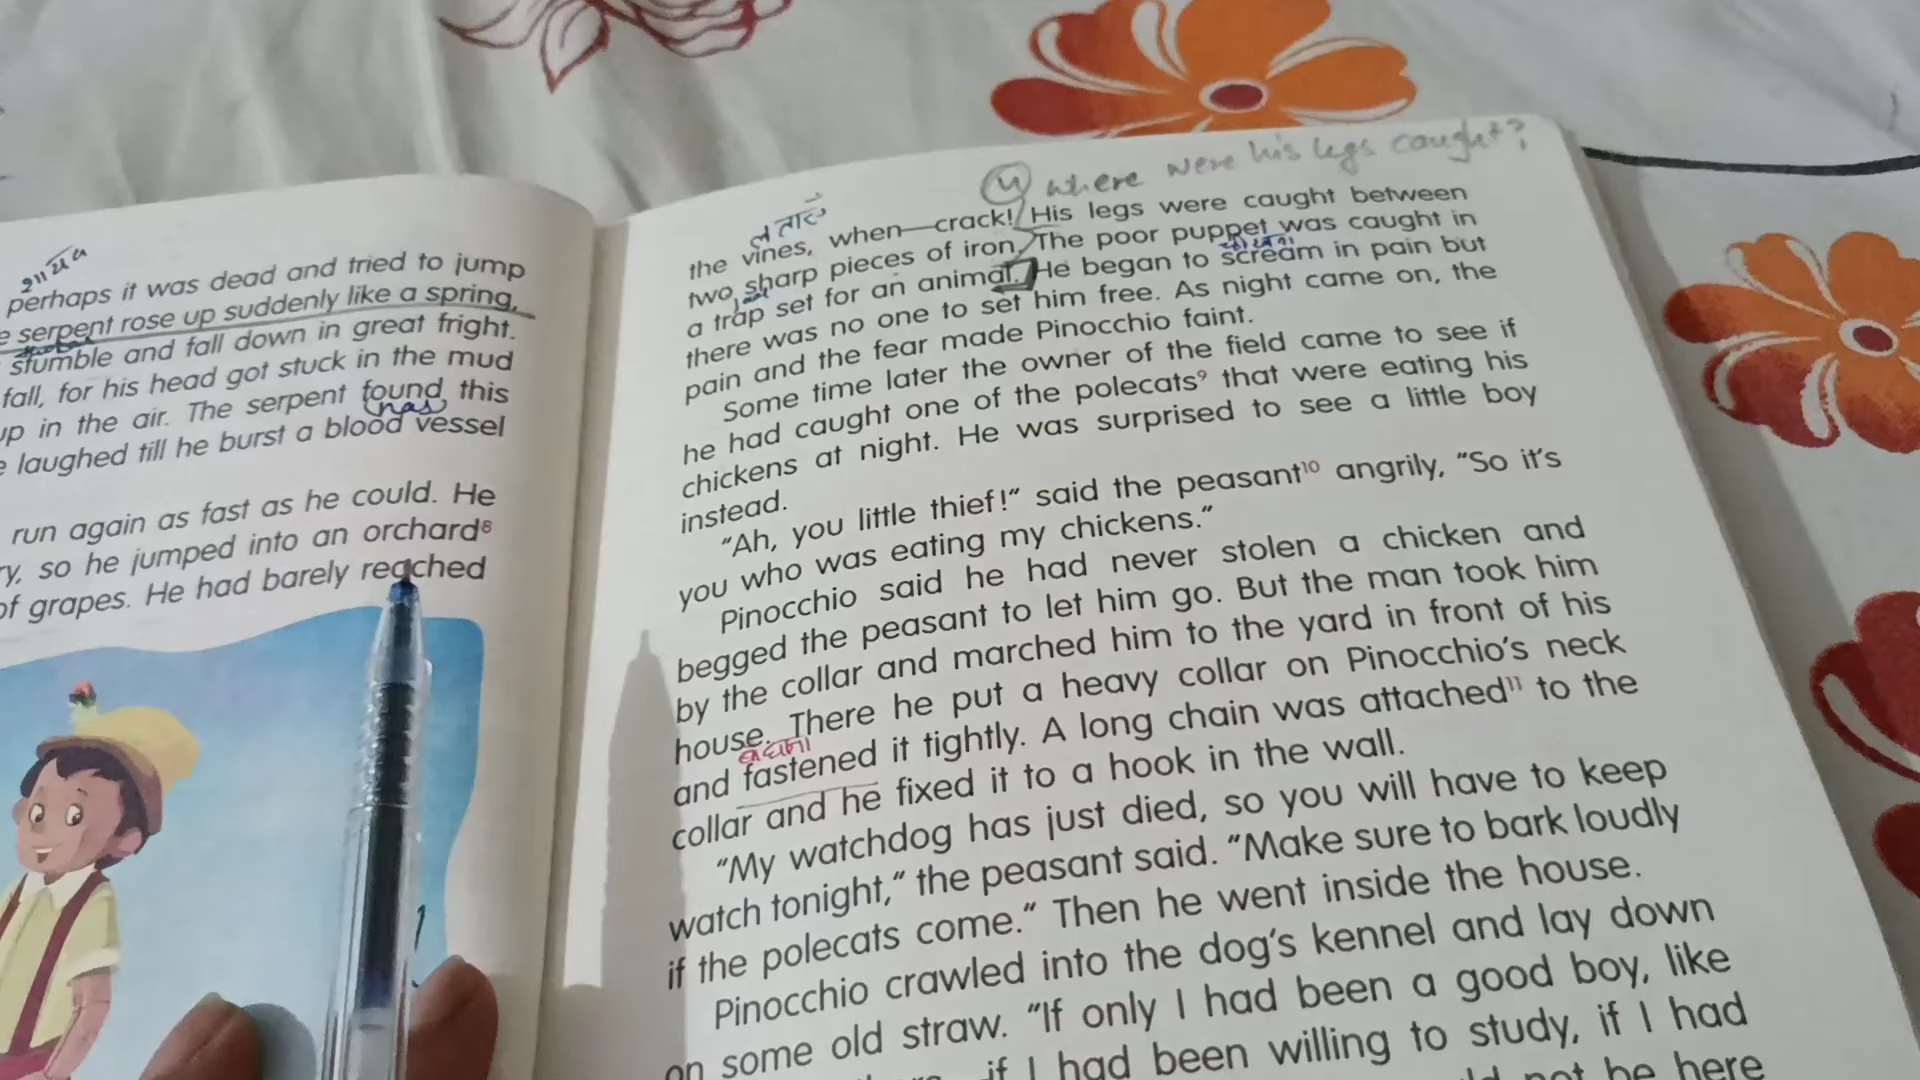 perhaps it was dead and tried to jump
serpent rose up suddenly like a spring,
stumble and fall down in great fright.
fall, for his head got stuck in the mud
up in the air. The serpent found this
nas
laughed till he burst a blood vessel
run again as fast as he could. He
so he jumped into an orchard⁸
of grapes. He had barely reached
④ where were his legs caught?
the vines, when—crack! His legs were caught between
two sharp pieces of iron. The poor puppet was caught in
a trap set for an animal. He began to scream in pain but
there was no one to set him free. As night came on, the
pain and the fear made Pinocchio faint.
Some time later the owner of the field came to see if
he had caught one of the polecats⁹ that were eating his
chickens at night. He was surprised to see a little boy
instead.
"Ah, you little thief!" said the peasant¹⁰ angrily, "So it's
you who was eating my chickens."
Pinocchio said he had never stolen a chicken and
begged the peasant to let him go. But the man took him
by the collar and marched him to the yard in front of his
house. There he put a heavy collar on Pinocchio's neck
and fastened it tightly. A long chain was attached¹¹ to the
collar and he fixed it to a hook in the wall.
"My watchdog has just died, so you will have to keep
watch tonight," the peasant said. "Make sure to bark loudly
if the polecats come." Then he went inside the house.
Pinocchio crawled into the dog's kennel and lay down
on some old straw. "If only I had been a good boy, like
if I had been willing to study, if I had
not be here